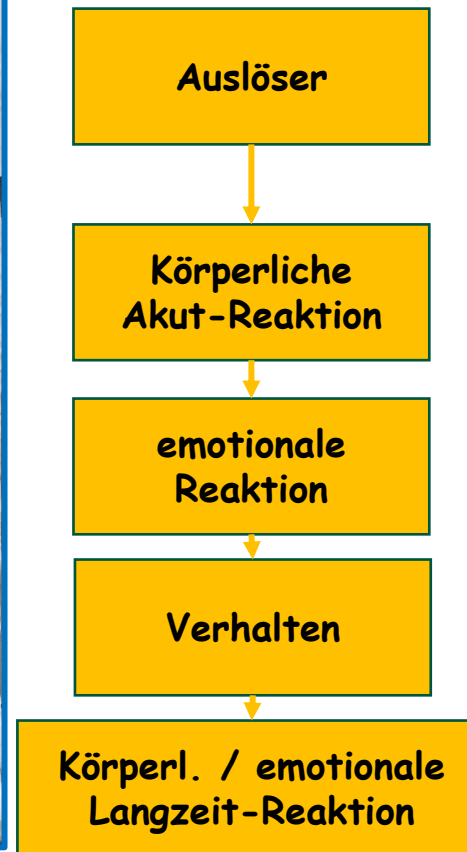 Auslöser
Körperliche
Akut-Reaktion
emotionale
Reaktion
Verhalten
Körperl. / emotionale
Langzeit-Reaktion